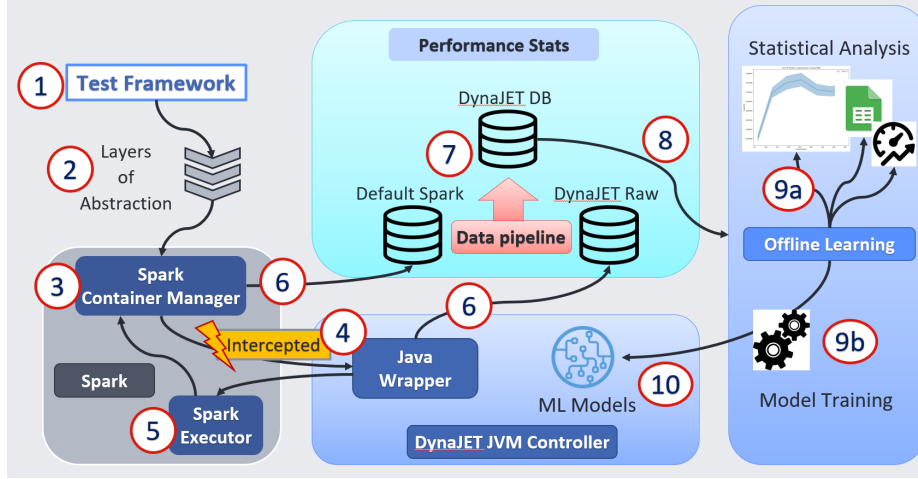 1
Test Framework
2
Layers
of
Abstraction
Performance Stats
DynaJET DB
7
8
Default Spark
DynaJET Raw
Data pipeline
Statistical Analysis
9a
Offline Learning
9b
Model Training
3
Spark
Container Manager
6
6
Intercepted
4
Java
Wrapper
Spark
5
Spark
Executor
ML Models
10
DynaJET JVM Controller